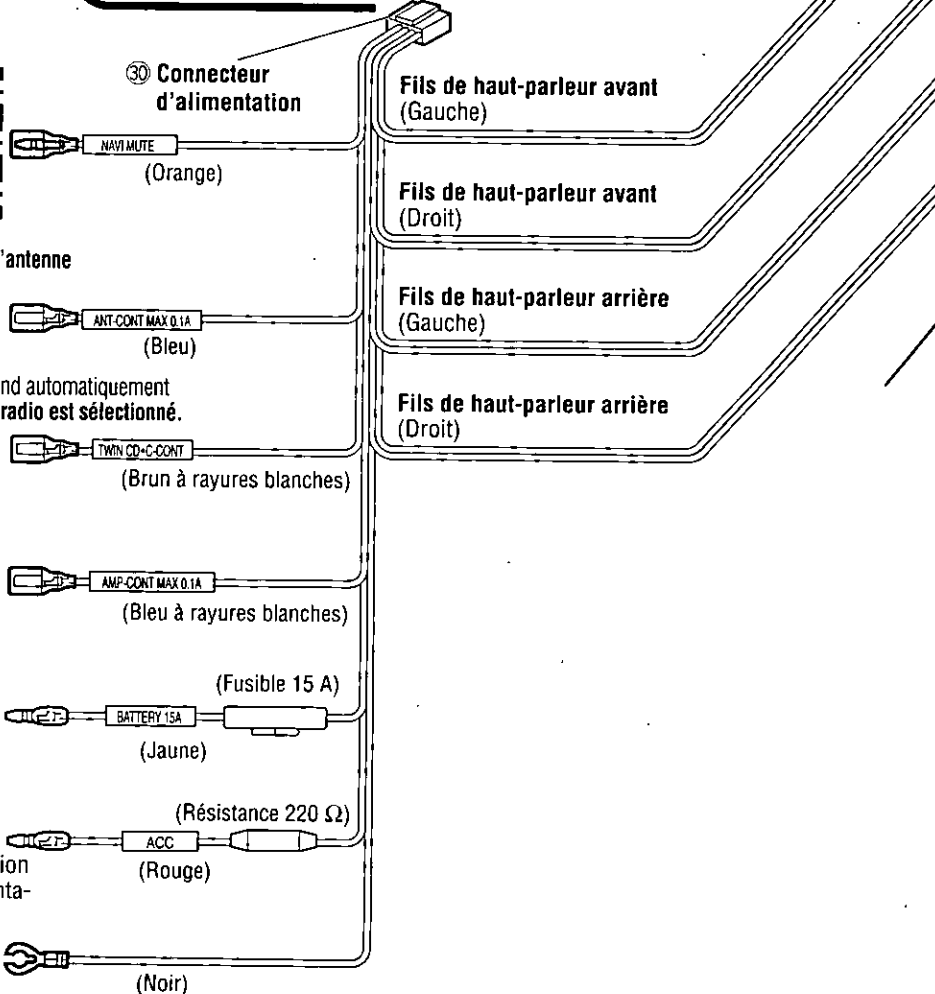 ㉚ Connecteur
d'alimentation
Fils de haut-parleur avant
(Gauche)
NAVI MUTE
(Orange)
Fils de haut-parleur avant
(Droit)
'antenne
Fils de haut-parleur arrière
(Gauche)
ANT-CONT MAX 0.1A
(Bleu)
nd automatiquement
radio est sélectionné.
Fils de haut-parleur arrière
(Droit)
TWIN CD•C-CONT
(Brun à rayures blanches)
AMP-CONT MAX 0.1A
(Bleu à rayures blanches)
(Fusible 15 A)
BATTERY 15A
(Jaune)
(Résistance 220 Ω)
ACC
(Rouge)
ion
nta-
(Noir)